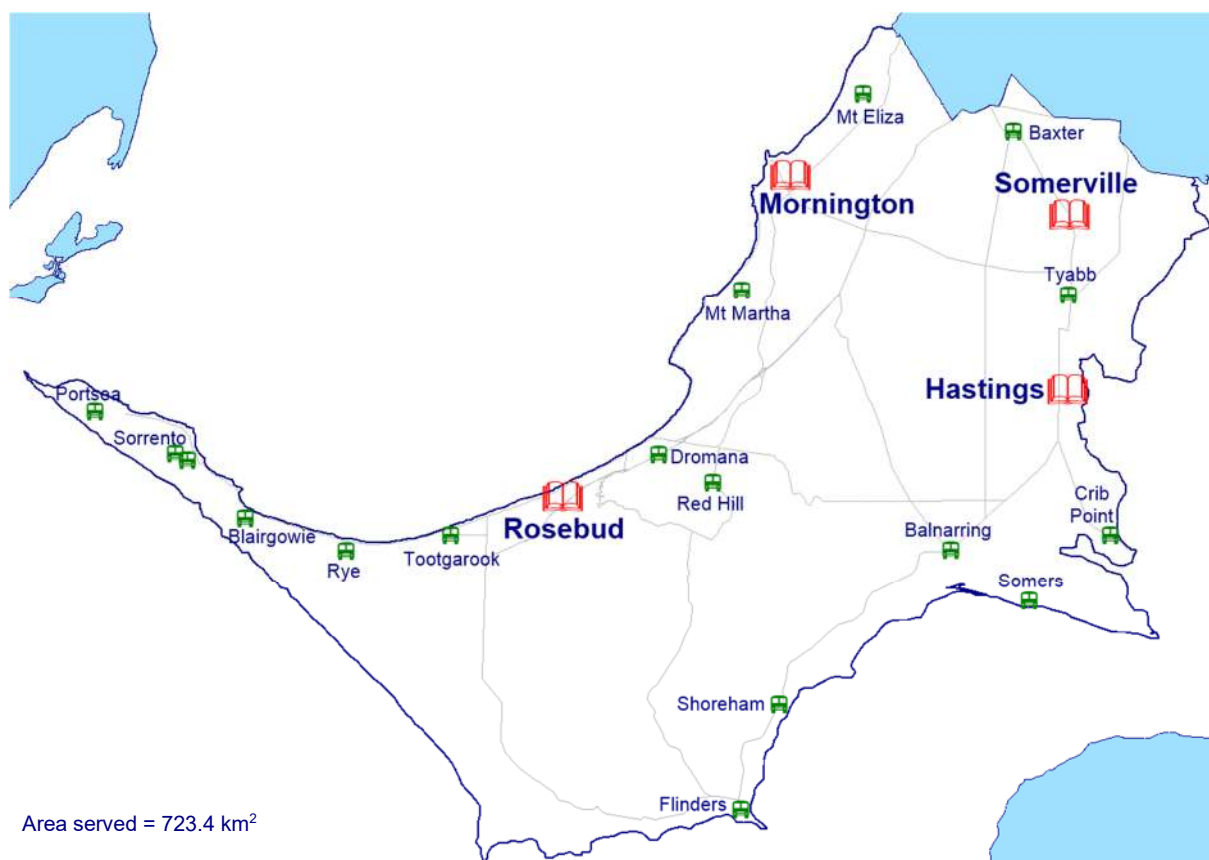 Mt Eliza
Baxter
Somerville
Mornington
Tyabb
Mt Martha
Hastings
Portsea
Sorrento
Dromana
Red Hill
Crib
Point
Rosebud
Blairgowie
Tootgarook
Rye
Balnarring
Somers
Shoreham
Flinders
Area served = 723.4 km²